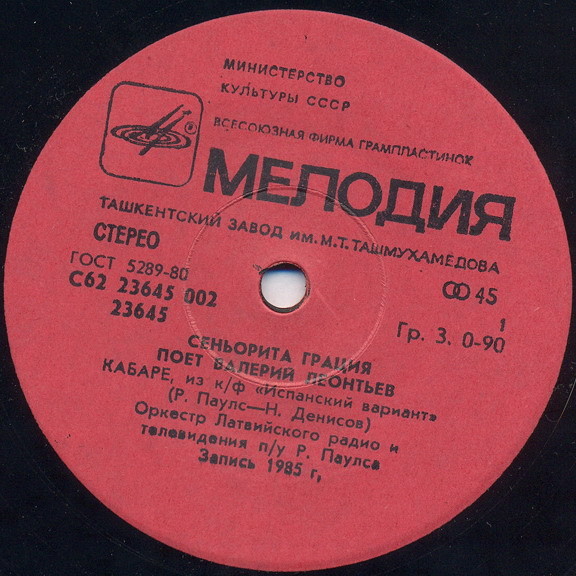 МИНИСТЕРСТВО
КУЛЬТУРЫ СССР
ВСЕСОЮЗНАЯ ФИРМА ГРАМПЛАСТИНОК
®
МЕЛОДИЯ
ТАШКЕНТСКИЙ ЗАВОД ИМ. М.Т. ТАШМУХАМЕДОВА
СТЕРЕО
ГОСТ 5289-80
С62 23645 002
23645
45
1
Гр. 3. 0-90
СЕНЬОРИТА ГРАЦИЯ
ПОЕТ ВАЛЕРИЙ ЛЕОНТЬЕВ
КАБАРЕ, из к/ф «Испанский вариант»
(Р. Паулс—Н. Денисов)
Оркестр Латвийского радио и
телевидения п/у Р. Паулса
Запись 1985 г,